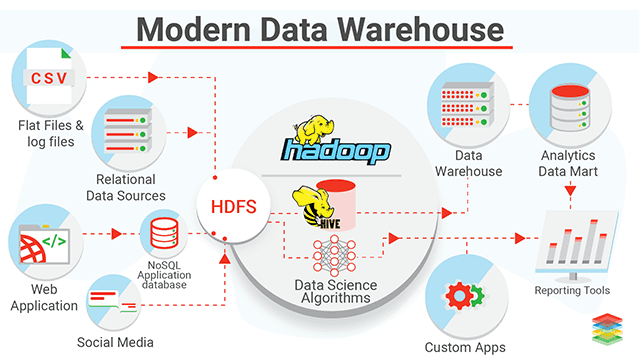 Modern Data Warehouse
CSV
Flat Files &
log files
Relational
Data Sources
HDFS
hadoop
HIVE
Data Science
Algorithms
Data
Warehouse
Analytics
Data Mart
</>
Web
Application
NoSQL
Application
database
Social Media
Custom Apps
Reporting Tools